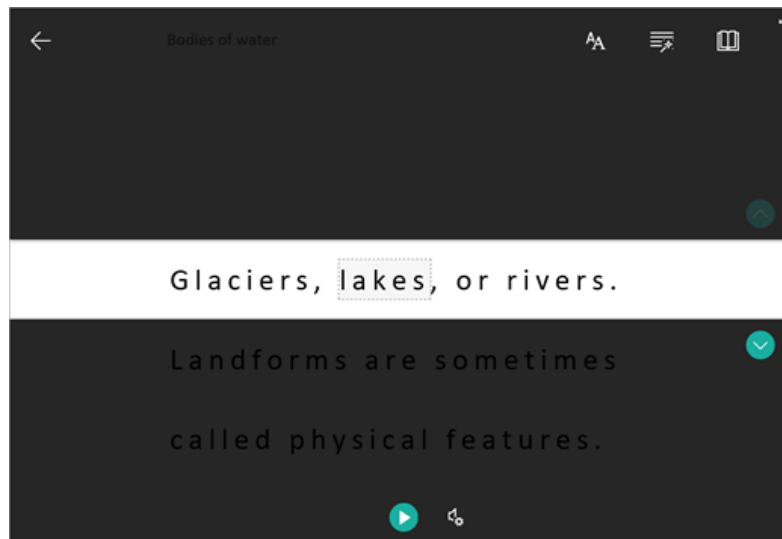 Bodies of water
Glaciers, lakes, or rivers.
Landforms are sometimes
called physical features.